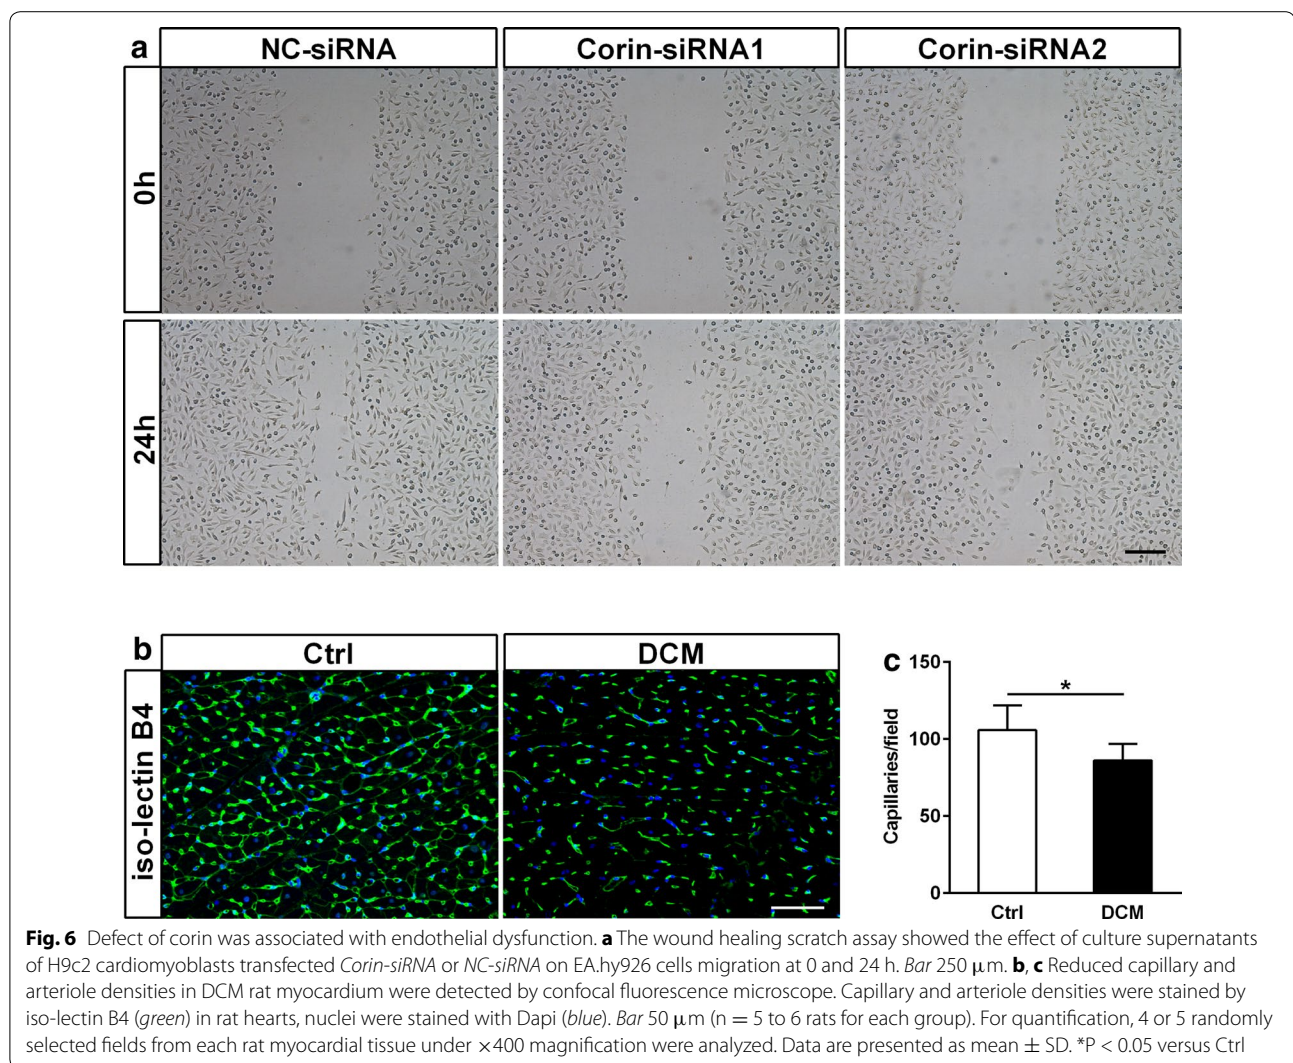 a
NC-siRNA
Corin-siRNA1
Corin-siRNA2
0h
24h
b
Ctrl
DCM
iso-lectin B4
c
150
100
50
0
Capillaries/field
*
Ctrl
DCM
Fig. 6 Defect of corin was associated with endothelial dysfunction. a The wound healing scratch assay showed the effect of culture supernatants
of H9c2 cardiomyoblasts transfected Corin-siRNA or NC-siRNA on EA.hy926 cells migration at 0 and 24 h. Bar 250 μm. b, c Reduced capillary and
arteriole densities in DCM rat myocardium were detected by confocal fluorescence microscope. Capillary and arteriole densities were stained by
iso-lectin B4 (green) in rat hearts, nuclei were stained with Dapi (blue). Bar 50 μm (n = 5 to 6 rats for each group). For quantification, 4 or 5 randomly
selected fields from each rat myocardial tissue under ×400 magnification were analyzed. Data are presented as mean ± SD. *P < 0.05 versus Ctrl